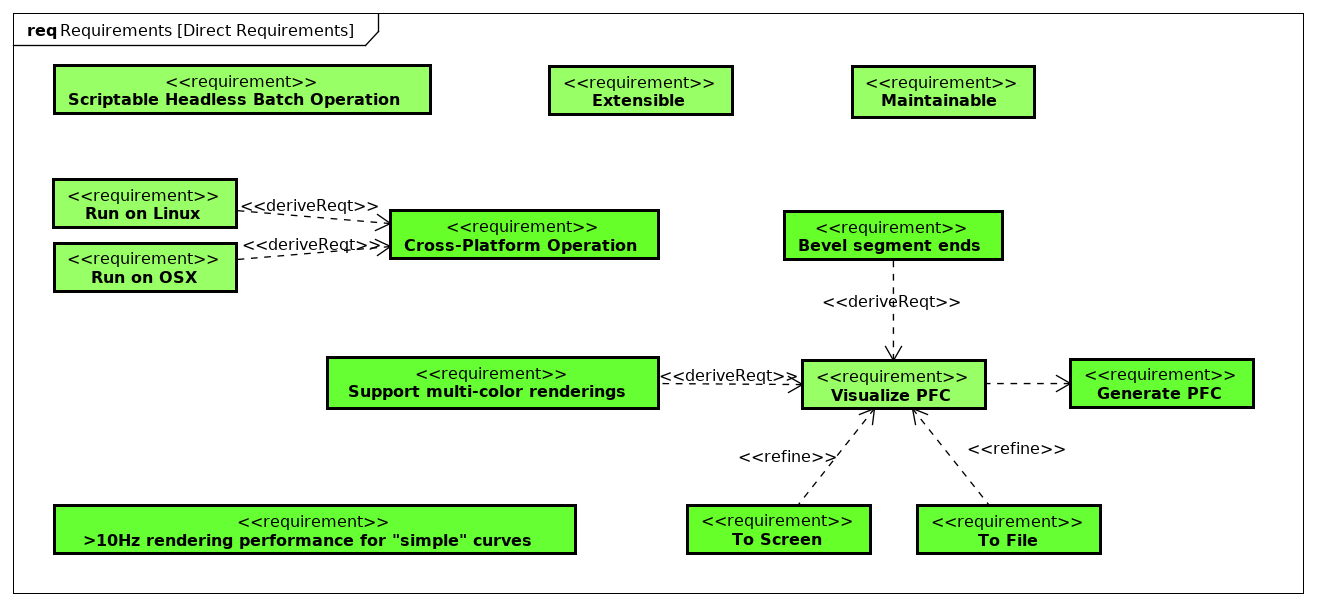 req Requirements [Direct Requirements]
<<requirement>>
Scriptable Headless Batch Operation
<<requirement>>
Extensible
<<requirement>>
Maintainable
<<requirement>>
Run on Linux
<<deriveReqt>>
<<requirement>>
Cross-Platform Operation
<<requirement>>
Bevel segment ends
<<deriveReqt>>
<<requirement>>
Run on OSX
<<deriveReqt>>
<<requirement>>
Support multi-color renderings
<<deriveReqt>>
<<requirement>>
Visualize PFC
<<requirement>>
Generate PFC
<<refine>>
<<refine>>
<<requirement>>
>10Hz rendering performance for "simple" curves
<<requirement>>
To Screen
<<requirement>>
To File